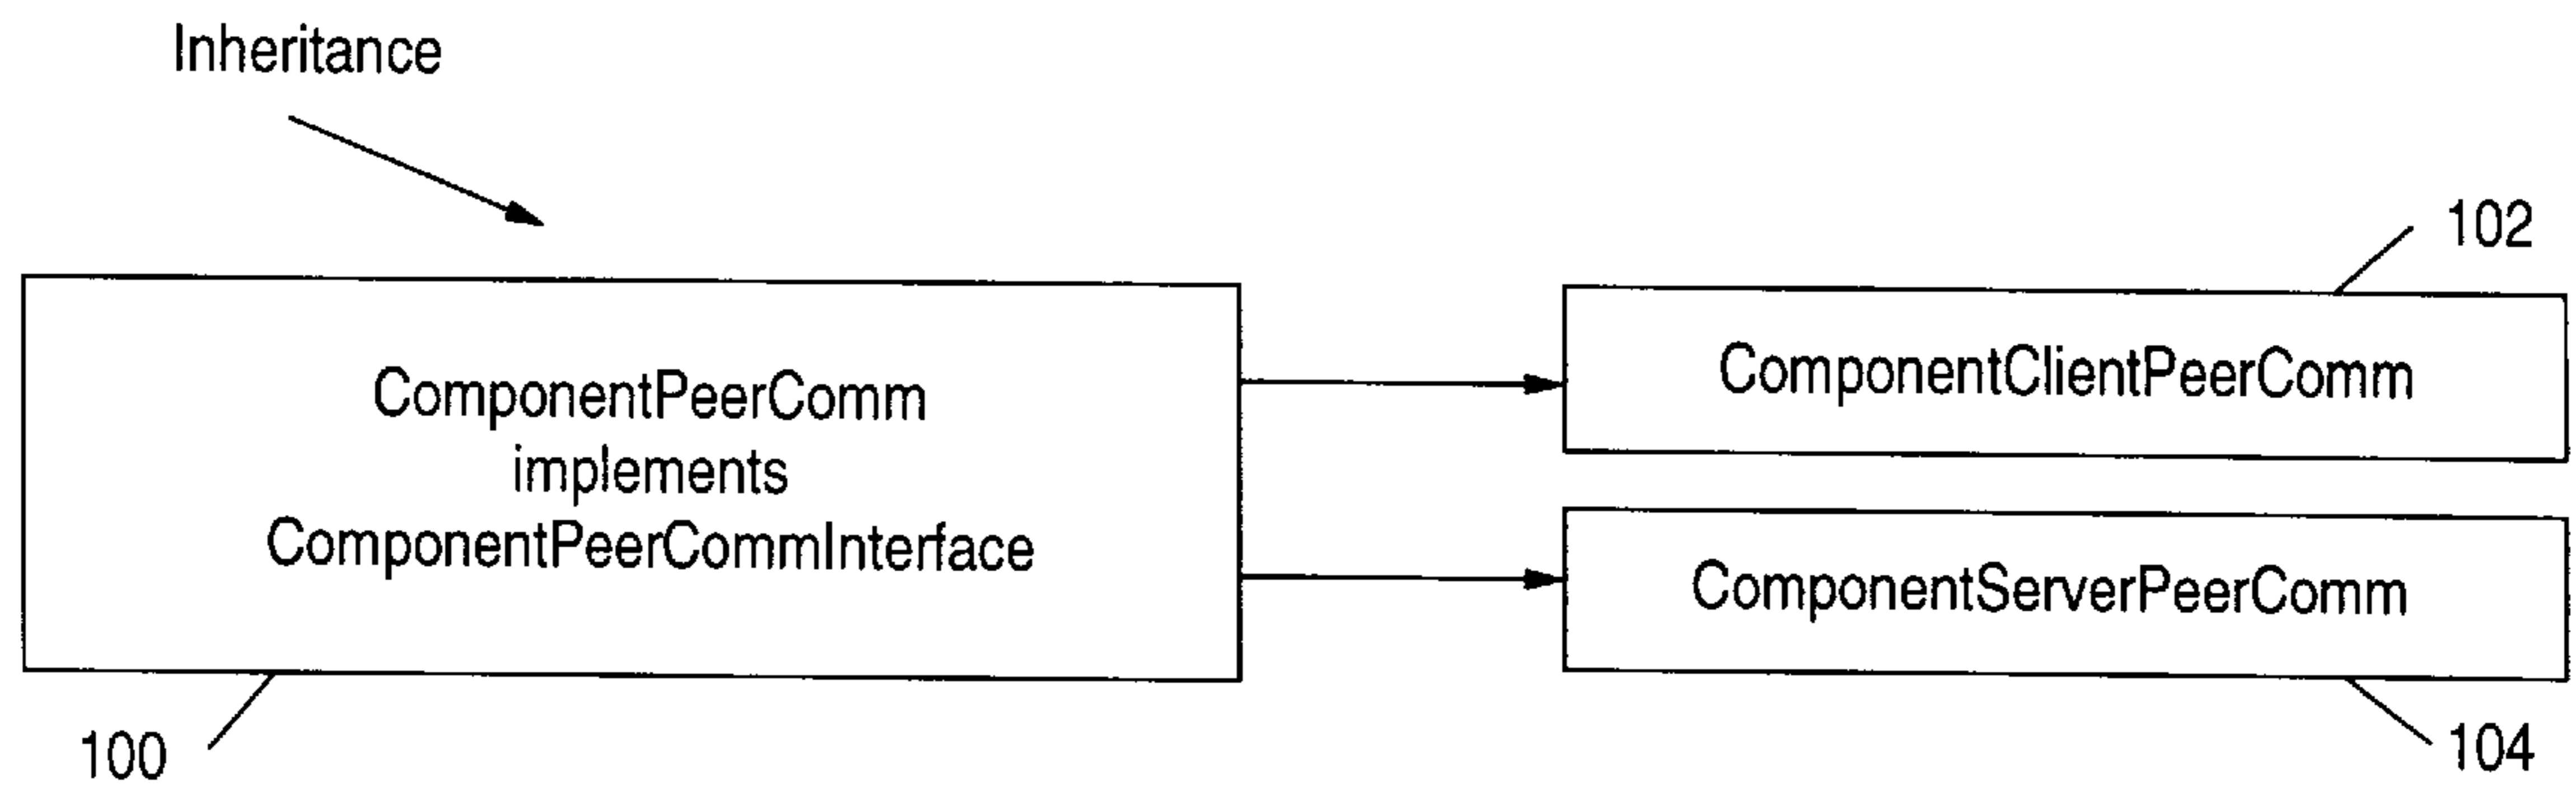 Inheritance
102
ComponentPeerComm
implements
ComponentPeerCommInterface
ComponentClientPeerComm
ComponentServerPeerComm
100
104